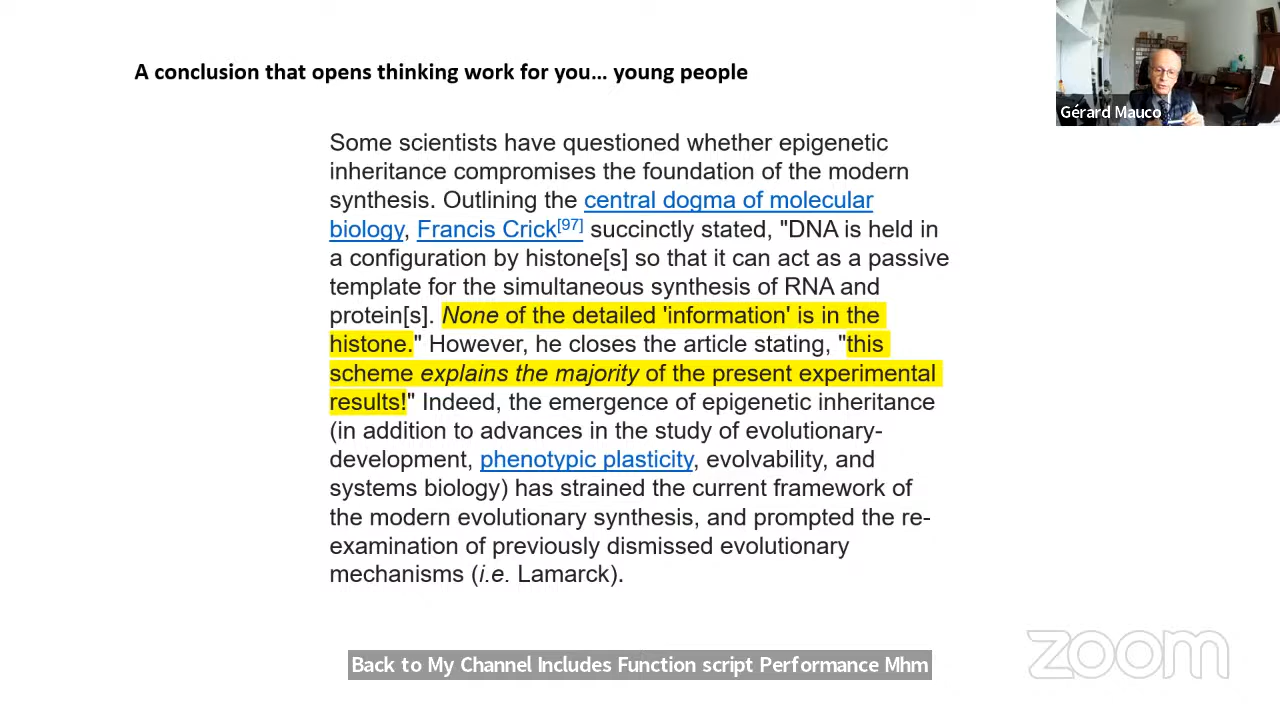 A conclusion that opens thinking work for you… young people
Gérard Mauco
Some scientists have questioned whether epigenetic
inheritance compromises the foundation of the modern
synthesis. Outlining the central dogma of molecular
biology, Francis Crick[97] succinctly stated, "DNA is held in
a configuration by histone[s] so that it can act as a passive
template for the simultaneous synthesis of RNA and
protein[s]. None of the detailed 'information' is in the
histone." However, he closes the article stating, "this
scheme explains the majority of the present experimental
results!" Indeed, the emergence of epigenetic inheritance
(in addition to advances in the study of evolutionary-
development, phenotypic plasticity, evolvability, and
systems biology) has strained the current framework of
the modern evolutionary synthesis, and prompted the re-
examination of previously dismissed evolutionary
mechanisms (i.e. Lamarck).
zoom
Back to My Channel Includes Function script Performance Mhm